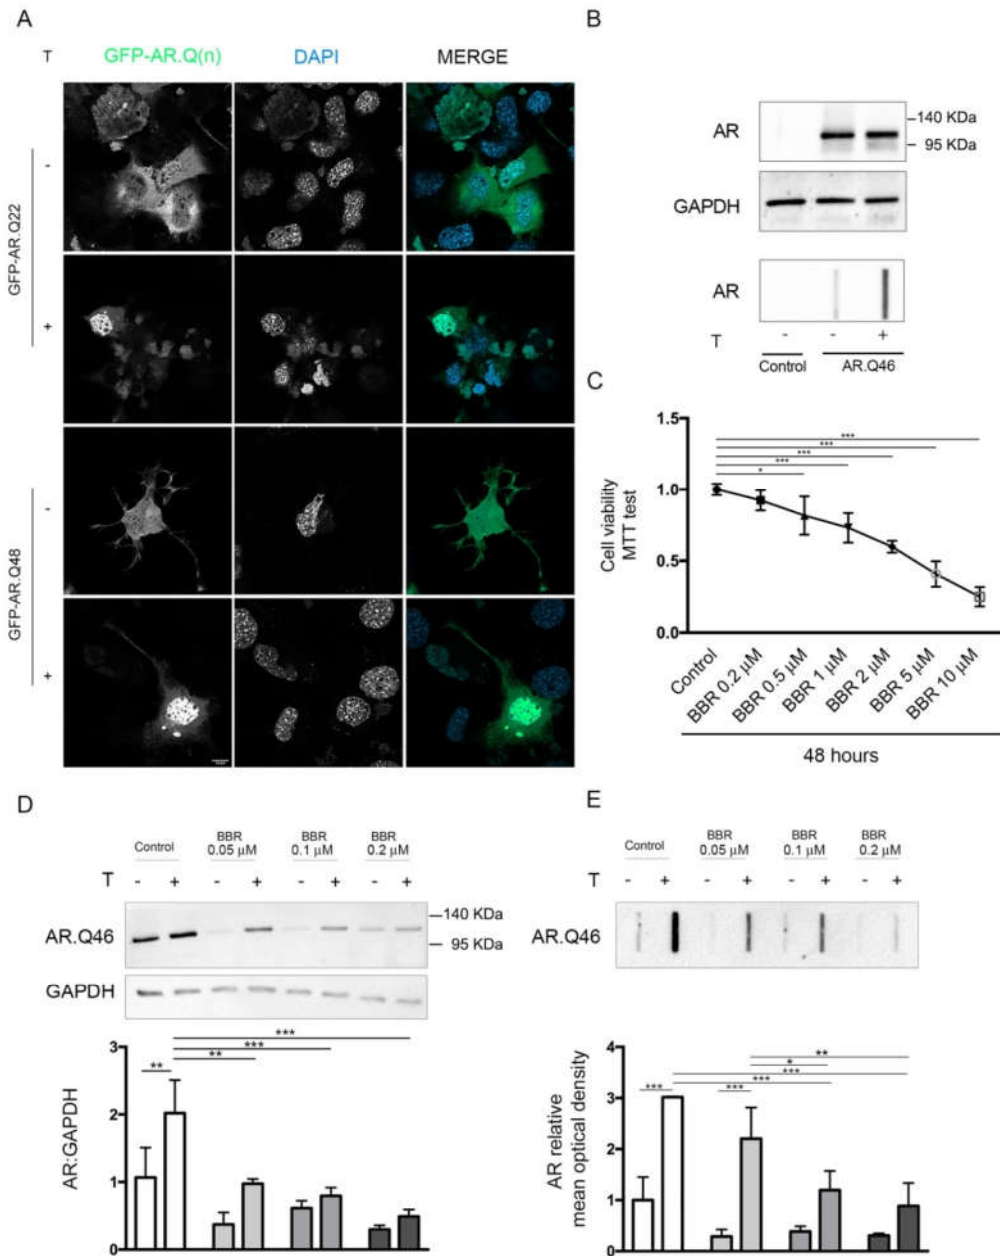 A
T GFP-AR.Q(n) DAPI MERGE
GFP-AR.Q22
-
+
GFP-AR.Q48
-
+
B
AR
140 KDa
95 KDa
GAPDH
AR
T - - +
Control AR.Q46
C
Cell viability
MTT test
1.5
1.0
0.5
0.0
***
***
***
***
*
Control
BBR 0.2 µM
BBR 0.5 µM
BBR 1 µM
BBR 2 µM
BBR 5 µM
BBR 10 µM
48 hours
D
Control BBR 0.05 µM BBR 0.1 µM BBR 0.2 µM
T - + - + - + - +
AR.Q46
140 KDa
95 KDa
GAPDH
AR:GAPDH
3
2
1
0
***
***
**
**
E
Control BBR 0.05 µM BBR 0.1 µM BBR 0.2 µM
T - + - + - + - +
AR.Q46
AR relative
mean optical density
4
3
2
1
0
**
*
***
***
***
***